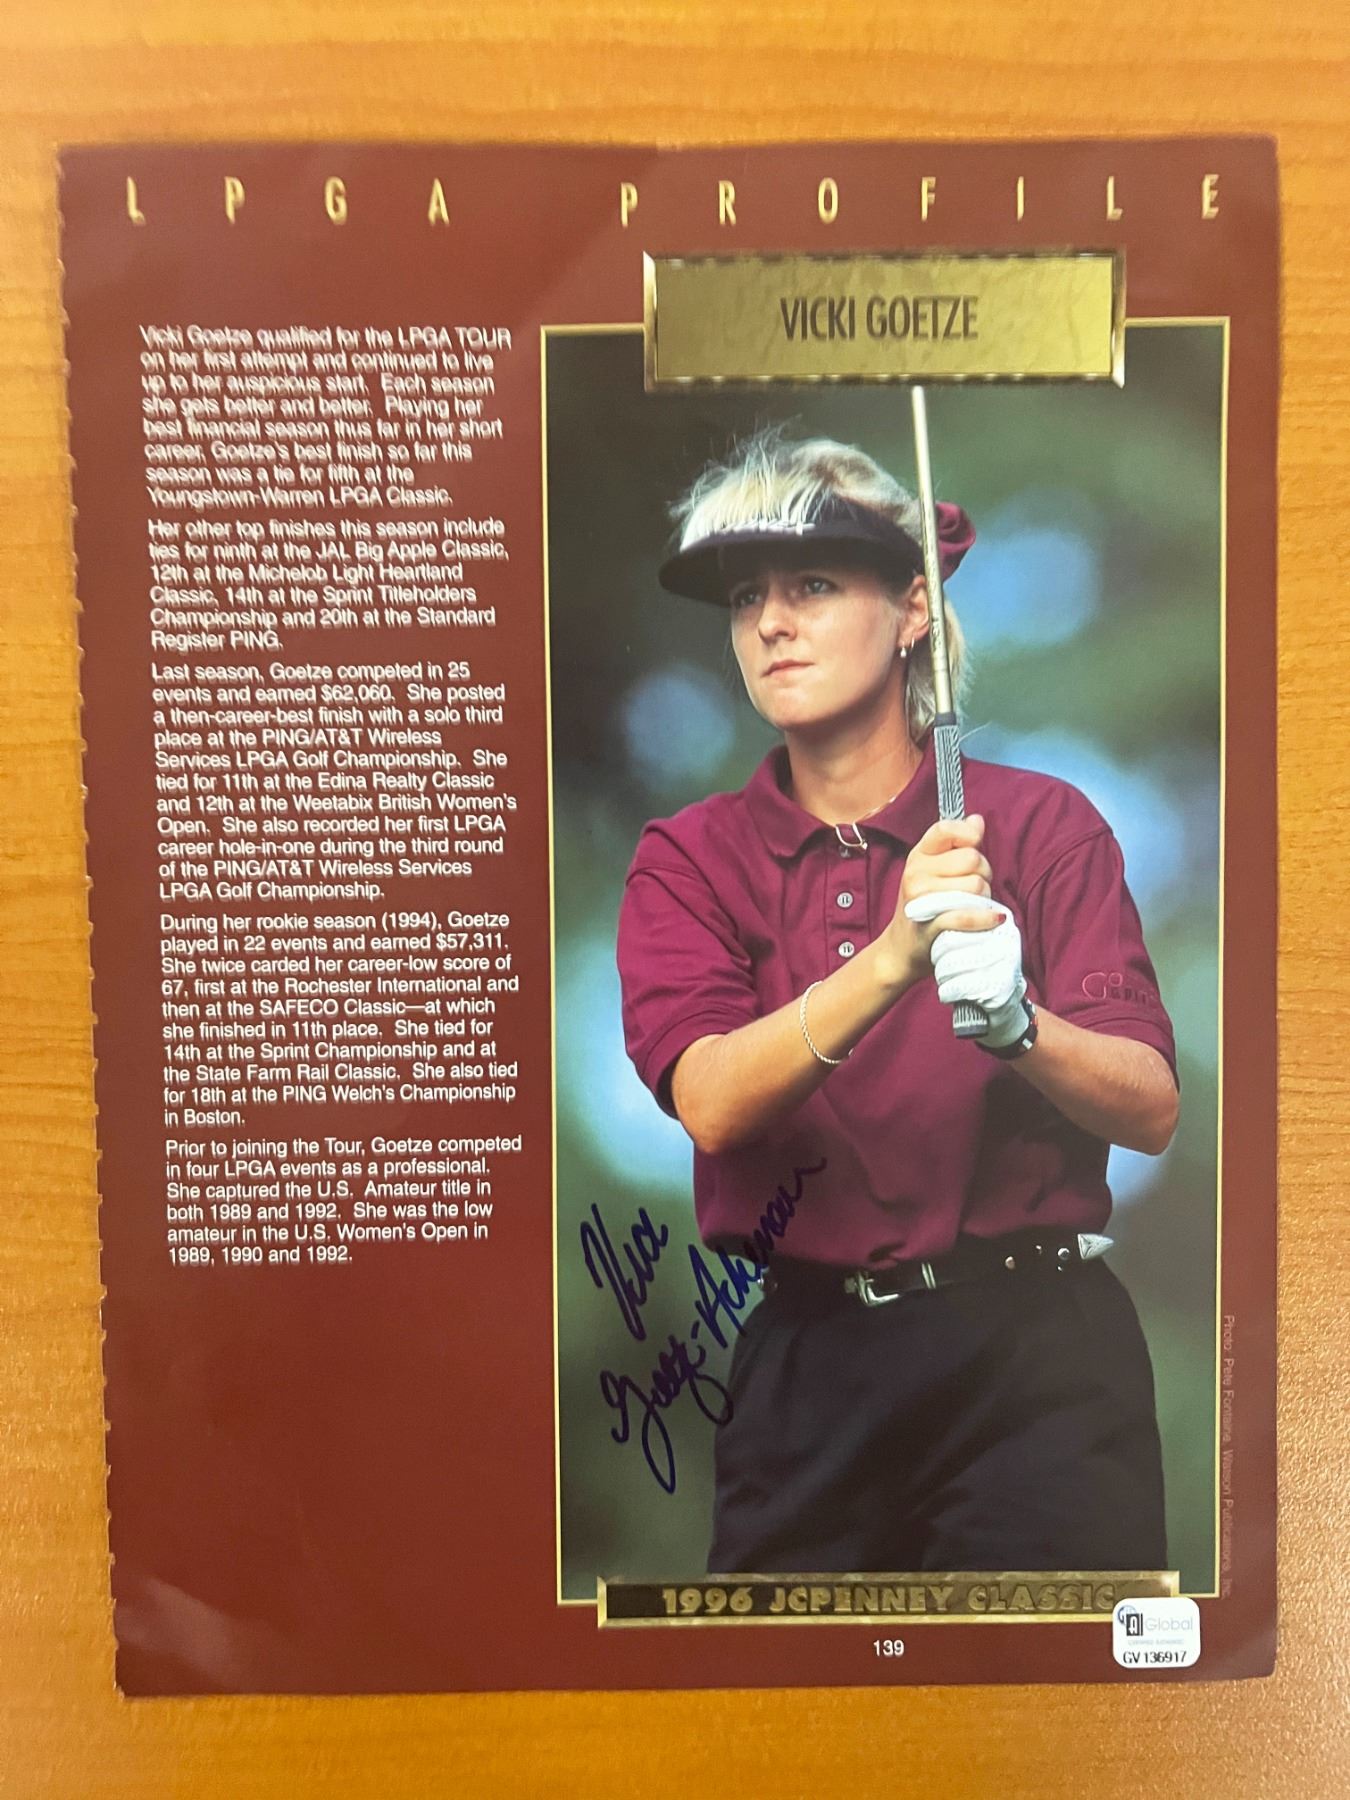 LPGA PROFILE
VICKI GOETZE
Vicki Goetze qualified for the LPGA TOUR
on her first attempt and continued to live
up to her auspicious start. Each season
she gets better and better. Playing her
best financial season thus far in her short
career, Goetze's best finish so far this
season was a tie for fifth at the
Youngstown-Warren LPGA Classic.
Her other top finishes this season include
ties for ninth at the JAL Big Apple Classic,
12th at the Michelob Light Heartland
Classic, 14th at the Sprint Titleholders
Championship and 20th at the Standard
Register PING.
Last season, Goetze competed in 25
events and earned $62,060. She posted
a then-career-best finish with a solo third
place at the PING/AT&T Wireless
Services LPGA Golf Championship. She
tied for 11th at the Edina Realty Classic
and 12th at the Weetabix British Women's
Open. She also recorded her first LPGA
career hole-in-one during the third round
of the PING/AT&T Wireless Services
LPGA Golf Championship.
During her rookie season (1994), Goetze
played in 22 events and earned $57,311.
She twice carded her career-low score of
67, first at the Rochester International and
then at the SAFECO Classic—at which
she finished in 11th place. She tied for
14th at the Sprint Championship and at
the State Farm Rail Classic. She also tied
for 18th at the PING Welch's Championship
in Boston.
Prior to joining the Tour, Goetze competed
in four LPGA events as a professional.
She captured the U.S. Amateur title in
both 1989 and 1992. She was the low
amateur in the U.S. Women's Open in
1989, 1990 and 1992.
Vicki
Goetze-Ackerman
Photo: Pete Fontaine, Watson Publications, Inc.
1996 JCPENNEY CLASSIC
139
GA Global
GV136917